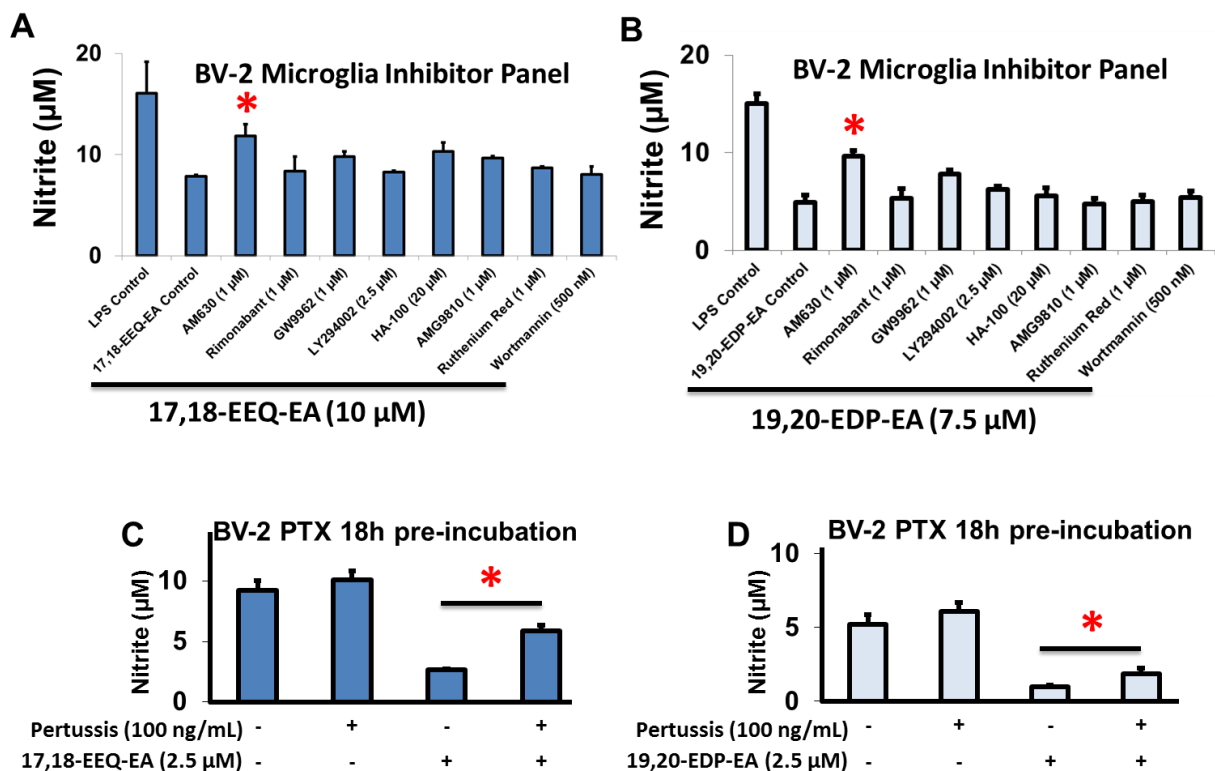 A
BV-2 Microglia Inhibitor Panel
Nitrite (µM)
20
10
0
*
LPS Control
17,18-EEQ-EA Control
AM630 (1 µM)
Rimonabant (1 µM)
GW9962 (1 µM)
LY294002 (2.5 µM)
HA-100 (20 µM)
AMG9810 (1 µM)
Ruthenium Red (1 µM)
Wortmannin (500 nM)
17,18-EEQ-EA (10 µM)
B
BV-2 Microglia Inhibitor Panel
Nitrite (µM)
20
10
0
*
LPS Control
19,20-EDP-EA Control
AM630 (1 µM)
Rimonabant (1 µM)
GW9962 (1 µM)
LY294002 (2.5 µM)
HA-100 (20 µM)
AMG9810 (1 µM)
Ruthenium Red (1 µM)
Wortmannin (500 nM)
19,20-EDP-EA (7.5 µM)
C
BV-2 PTX 18h pre-incubation
Nitrite (µM)
10
5
0
*
Pertussis (100 ng/mL) - + - +
17,18-EEQ-EA (2.5 µM) - - + +
D
BV-2 PTX 18h pre-incubation
Nitrite (µM)
10
5
0
*
Pertussis (100 ng/mL) - + - +
19,20-EDP-EA (2.5 µM) - - + +